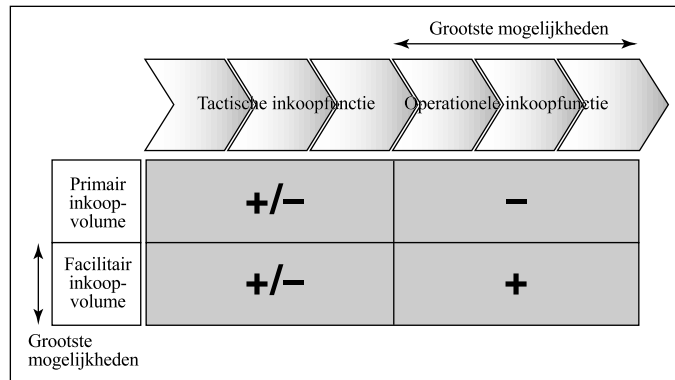 Grootste mogelijkheden
Tactische inkoopfunctie Operationele inkoopfunctie
Primair
inkoop-
volume
+/− −
Facilitair
inkoop-
volume
+/− +
Grootste
mogelijkheden